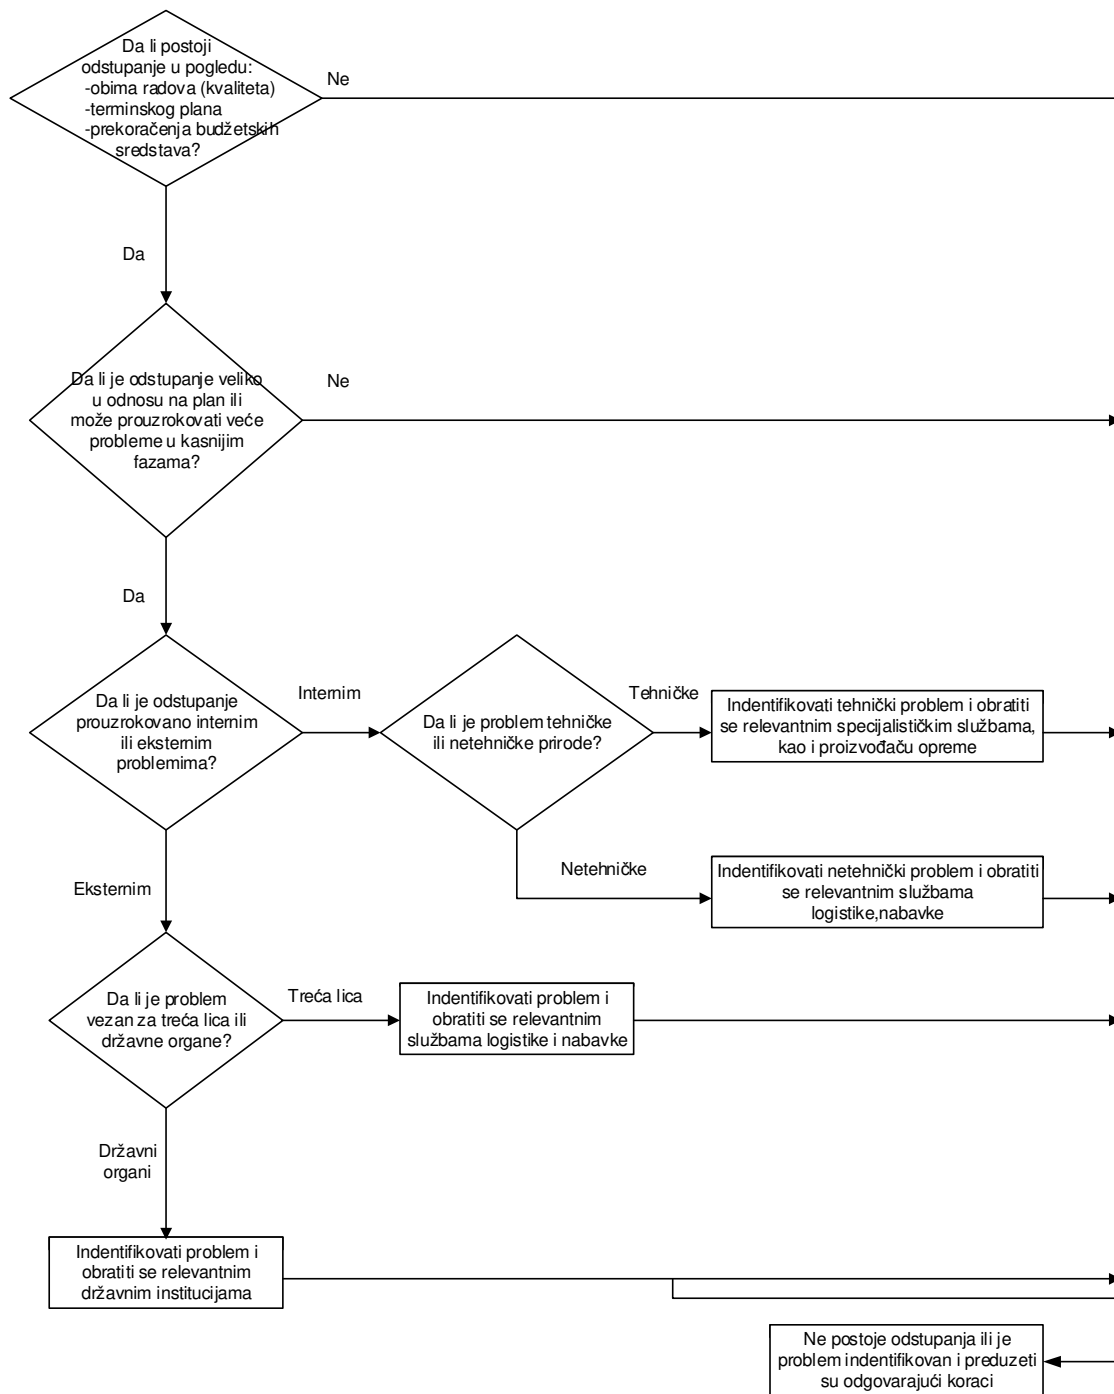 Da li postoji
odstupanje u pogledu:
-obima radova (kvaliteta)
-terminskog plana
-prekoračenja budžetskih
sredstava?
Ne
Da
Da li je odstupanje veliko
u odnosu na plan ili
može prouzrokovati veće
probleme u kasnijim
fazama?
Ne
Da
Da li je odstupanje
prouzrokovano internim
ili eksternim
problemima?
Internim
Da li je problem tehničke
ili netehničke prirode?
Tehničke
Indentifikovati tehnički problem i obratiti
se relevantnim specijalističkim službama,
kao i proizvođaču opreme
Netehničke
Indentifikovati netehnički problem i obratiti
se relevantnim službama
logistike,nabavke
Eksternim
Da li je problem
vezan za treća lica ili
državne organe?
Treća lica
Indentifikovati problem i
obratiti se relevantnim
službama logistike i nabavke
Državni
organi
Indentifikovati problem i
obratiti se relevantnim
državnim institucijama
Ne postoje odstupanja ili je
problem indentifikovan i preduzeti
su odgovarajući koraci